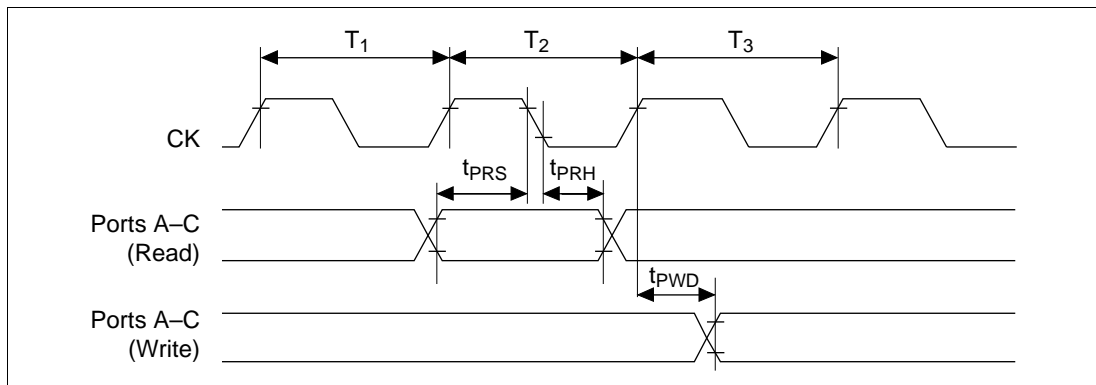 T1 T2 T3
CK
tPRS tPRH
Ports A–C
(Read)
tPWD
Ports A–C
(Write)